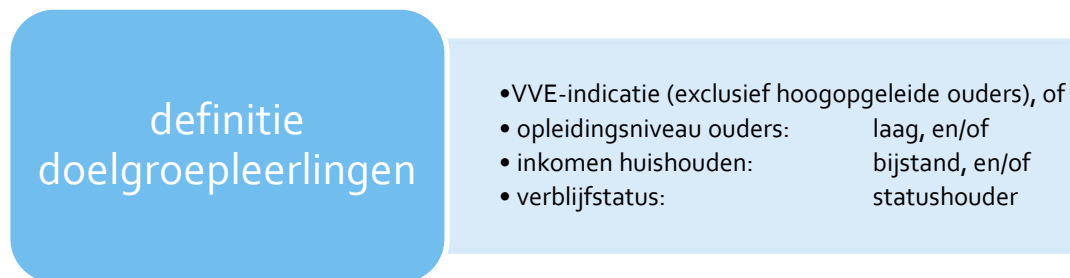 definitie
doelgroepleerlingen
•VVE-indicatie (exclusief hoogopgeleide ouders), of
• opleidingsniveau ouders: laag, en/of
• inkomen huishouden: bijstand, en/of
• verblijfstatus: statushouder